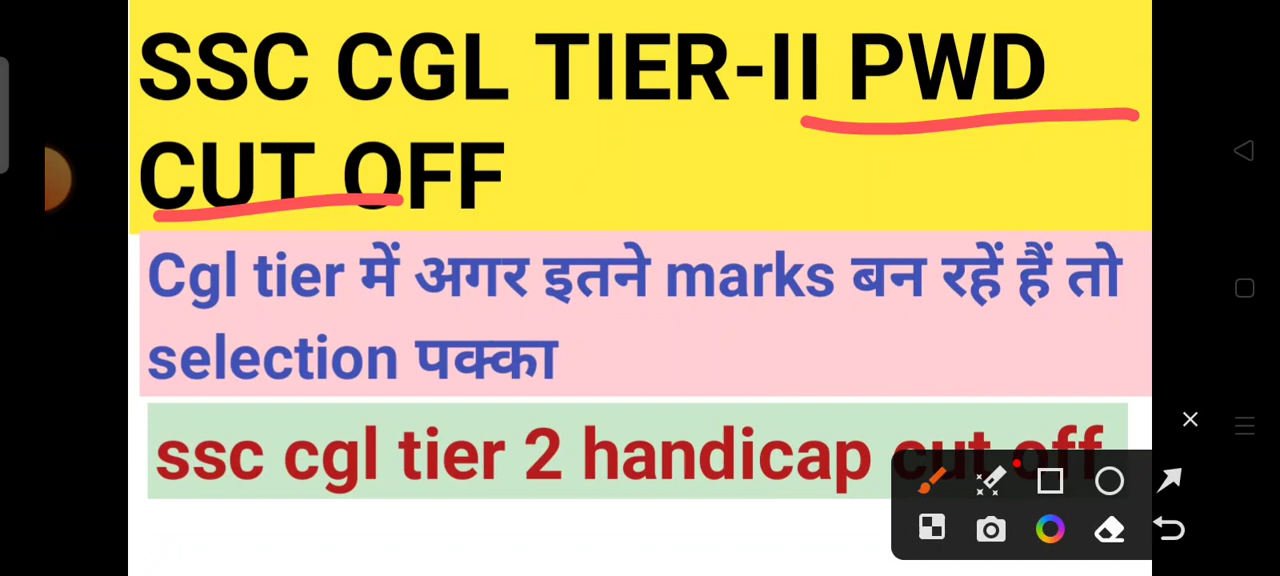 SSC CGL TIER-II PWD
CUT OFF
Cgl tier में अगर इतने marks बन रहें हैं तो
selection पक्का
ssc cgl tier 2 handicap cut off